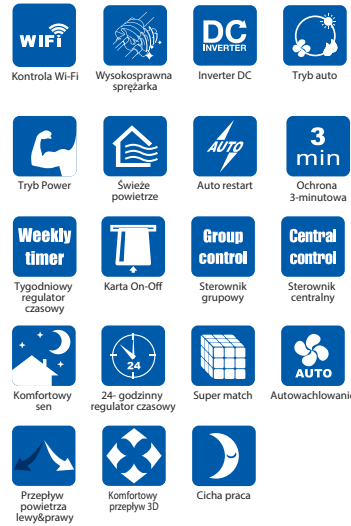 WiFi
DC
INVERTER
Kontrola Wi-Fi
Wysokosprawna
sprężarka
Inverter DC
Tryb auto
AUTO
3
min
Tryb Power
Świeże
powietrze
Auto restart
Ochrona
3-minutowa
Weekly
timer
Group
control
Central
control
Tygodniowy
regulator
czasowy
Karta On-Off
Sterownik
grupowy
Sterownik
centralny
24
AUTO
Komfortowy
sen
24- godzinny
regulator czasowy
Super match
Autowachlowanie
Przepływ
powietrza
lewy&prawy
Komfortowy
przepływ 3D
Cicha praca